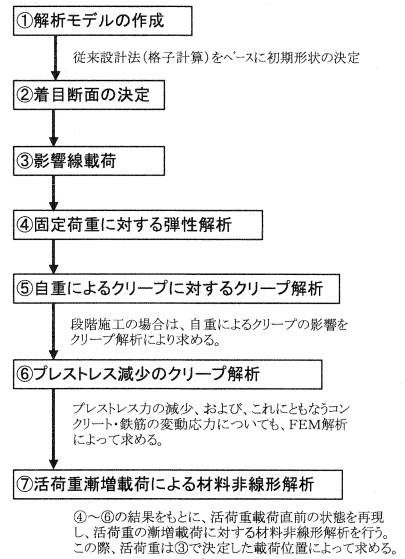 ①解析モデルの作成
従来設計法(格子計算)をベースに初期形状の決定
②着目断面の決定
③影響線載荷
④固定荷重に対する弾性解析
⑤自重によるクリープに対するクリープ解析
段階施工の場合は、自重によるクリープの影響を
クリープ解析により求める。
⑥プレストレス減少のクリープ解析
プレストレス力の減少、および、これにともなうコン
クリート・鉄筋の変動応力についても、FEM解析
によって求める。
⑦活荷重漸増載荷による材料非線形解析
④～⑥の結果をもとに、活荷重載荷直前の状態を再現
し、活荷重の漸増載荷に対する材料非線形解析を行う。
この際、活荷重は③で決定した載荷位置によって求める。